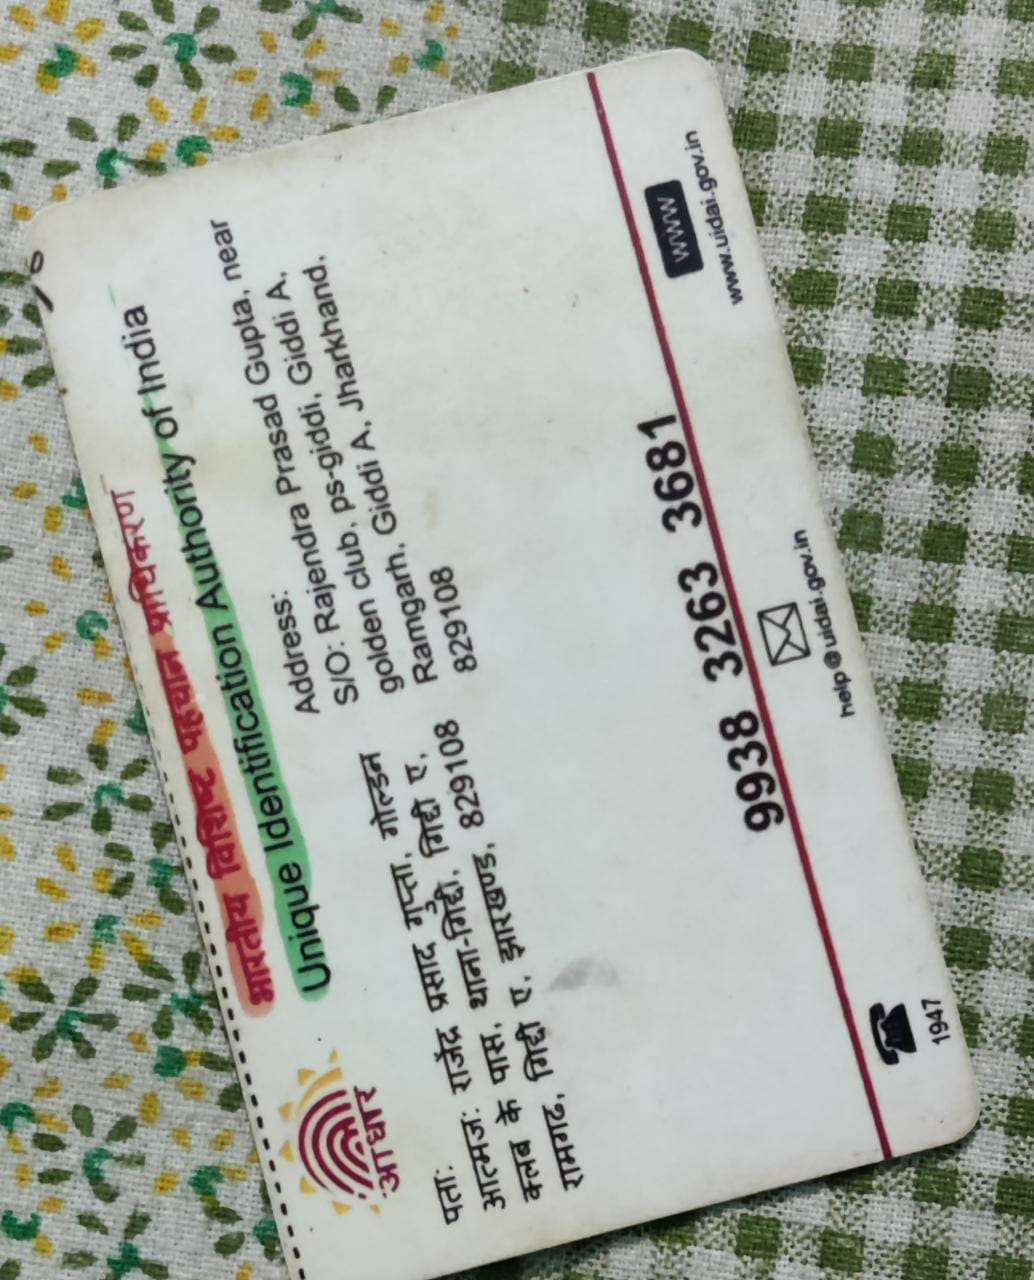 भारतीय विशिष्ट पहचान प्राधिकरण
Unique Identification Authority of India
आधार
पता:
आत्मज: राजेंद्र प्रसाद गुप्ता, गोल्डन
कलब के पास, थाना-गिद्दी, गिद्दी ए,
रामगढ, गिद्दी ए, झारखण्ड, 829108
Address:
S/O: Rajendra Prasad Gupta, near
golden club, ps-giddi, Giddi A,
Ramgarh, Giddi A, Jharkhand,
829108
9938 3263 3681
1947
help@uidai.gov.in
www
www.uidai.gov.in